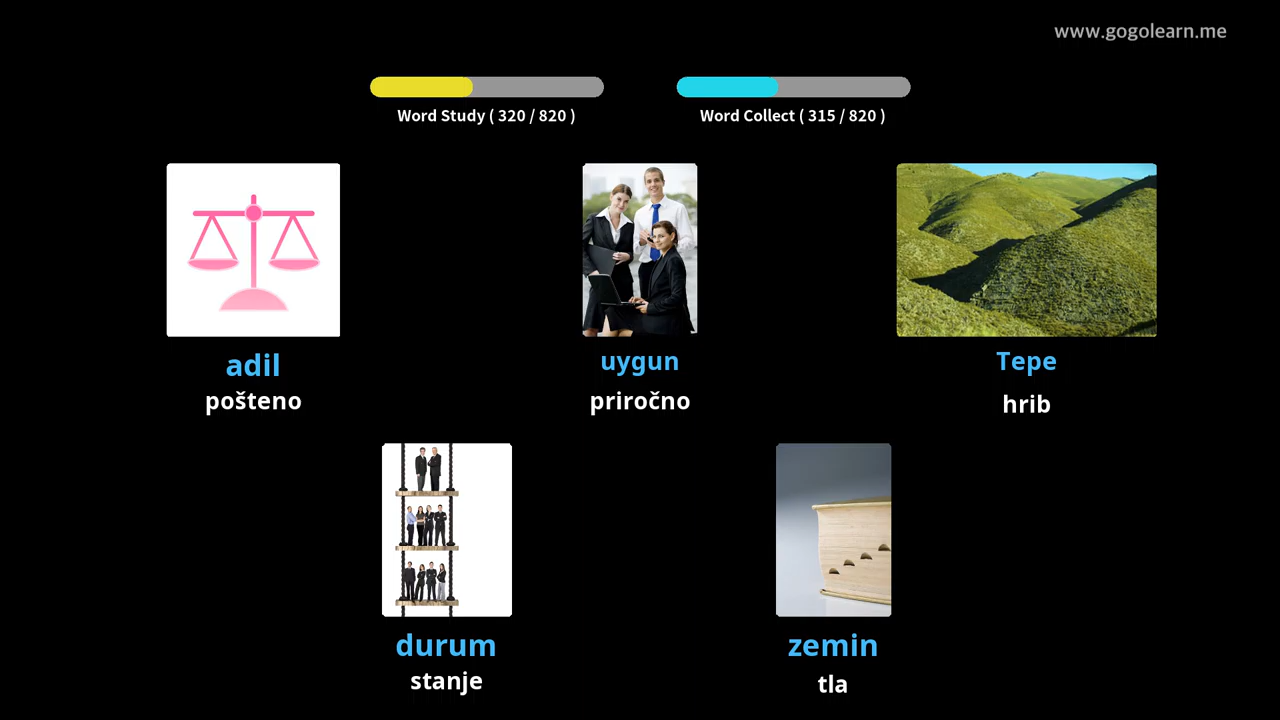 www.gogolearn.me
Word Study ( 320 / 820 )
Word Collect ( 315 / 820 )
adil
pošteno
uygun
priročno
Tepe
hrib
durum
stanje
zemin
tla